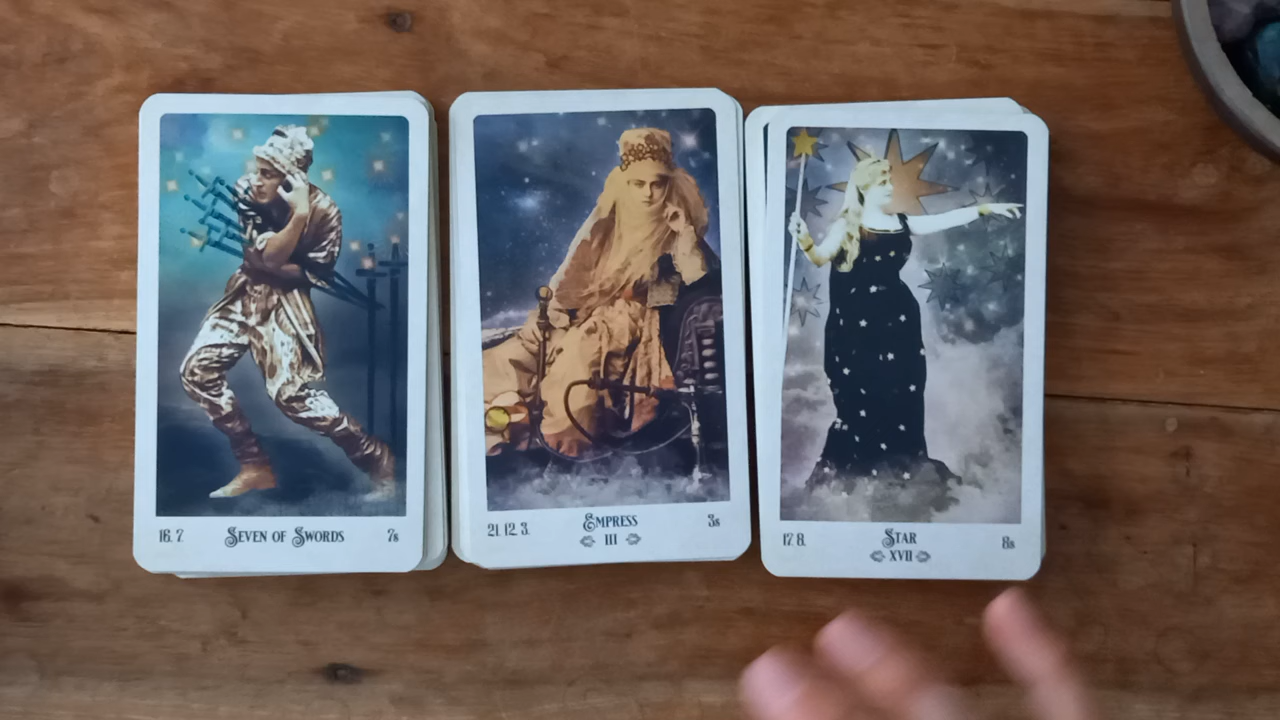 16. 7. SEVEN OF SWORDS 7s
21. 12. 3. EMPRESS 3s
III
17. 8. STAR 8s
XVII